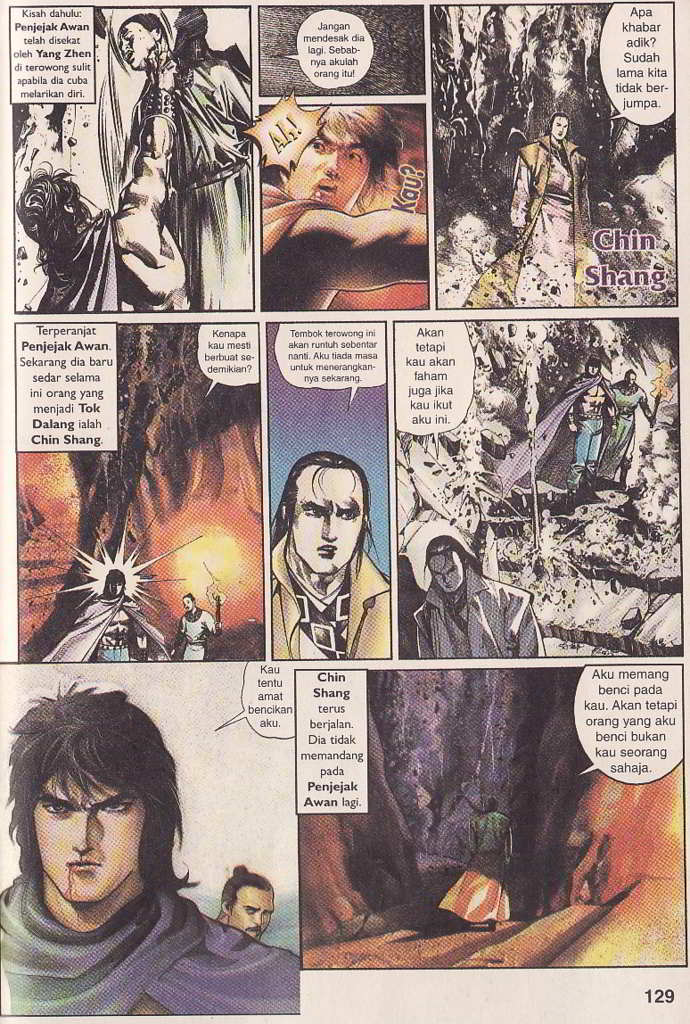 Kisah dahulu:
Penjejak Awan
telah disekat
oleh Yang Zhen
di terowong sulit
apabila dia cuba
melarikan diri.
Jangan
mendesak dia
lagi. Sebab-
nya akulah
orang itu!
Ah!
Kau?
Apa
khabar
adik?
Sudah
lama kita
tidak ber-
jumpa.
Chin
Shang
Terperanjat
Penjejak Awan.
Sekarang dia baru
sedar selama
ini orang yang
menjadi Tok
Dalang ialah
Chin Shang.
Kenapa
kau mesti
berbuat se-
demikian?
Tembok terowong ini
akan runtuh sebentar
nanti. Aku tiada masa
untuk menerangkan-
nya sekarang.
Akan
tetapi
kau akan
faham
juga jika
kau ikut
aku ini.
Kau
tentu
amat
bencikan
aku.
Chin
Shang
terus
berjalan.
Dia tidak
memandang
pada
Penjejak
Awan lagi.
Aku memang
benci pada
kau. Akan tetapi
orang yang aku
benci bukan
kau seorang
sahaja.
129